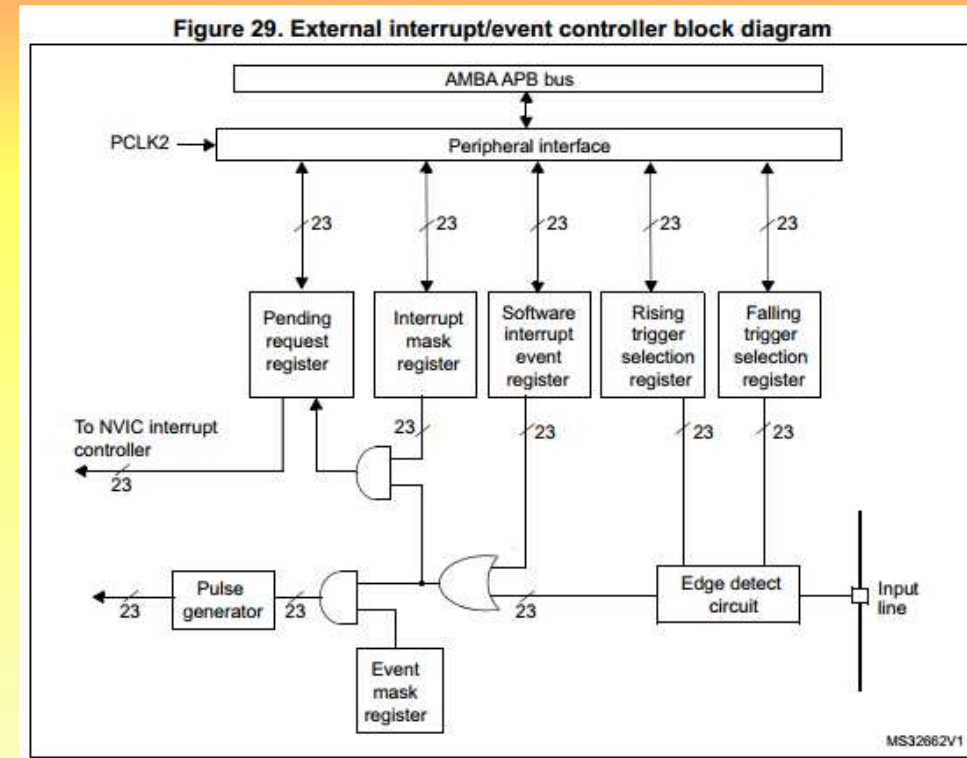 Figure 29. External interrupt/event controller block diagram
AMBA APB bus
PCLK2
Peripheral interface
23
23
23
23
23
Pending
request
register
Interrupt
mask
register
Software
interrupt
event
register
Rising
trigger
selection
register
Falling
trigger
selection
register
To NVIC interrupt
controller
23
23
23
23
23
Pulse
generator
23
23
23
Edge detect
circuit
Input
line
Event
mask
register
MS32662V1